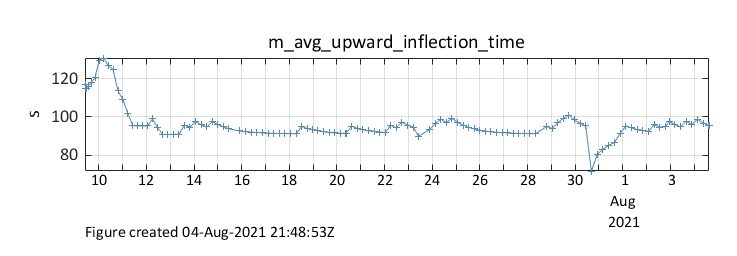 m_avg_upward_inflection_time
120
100
80
s
10 12 14 16 18 20 22 24 26 28 30 1 3
Aug
2021
Figure created 04-Aug-2021 21:48:53Z